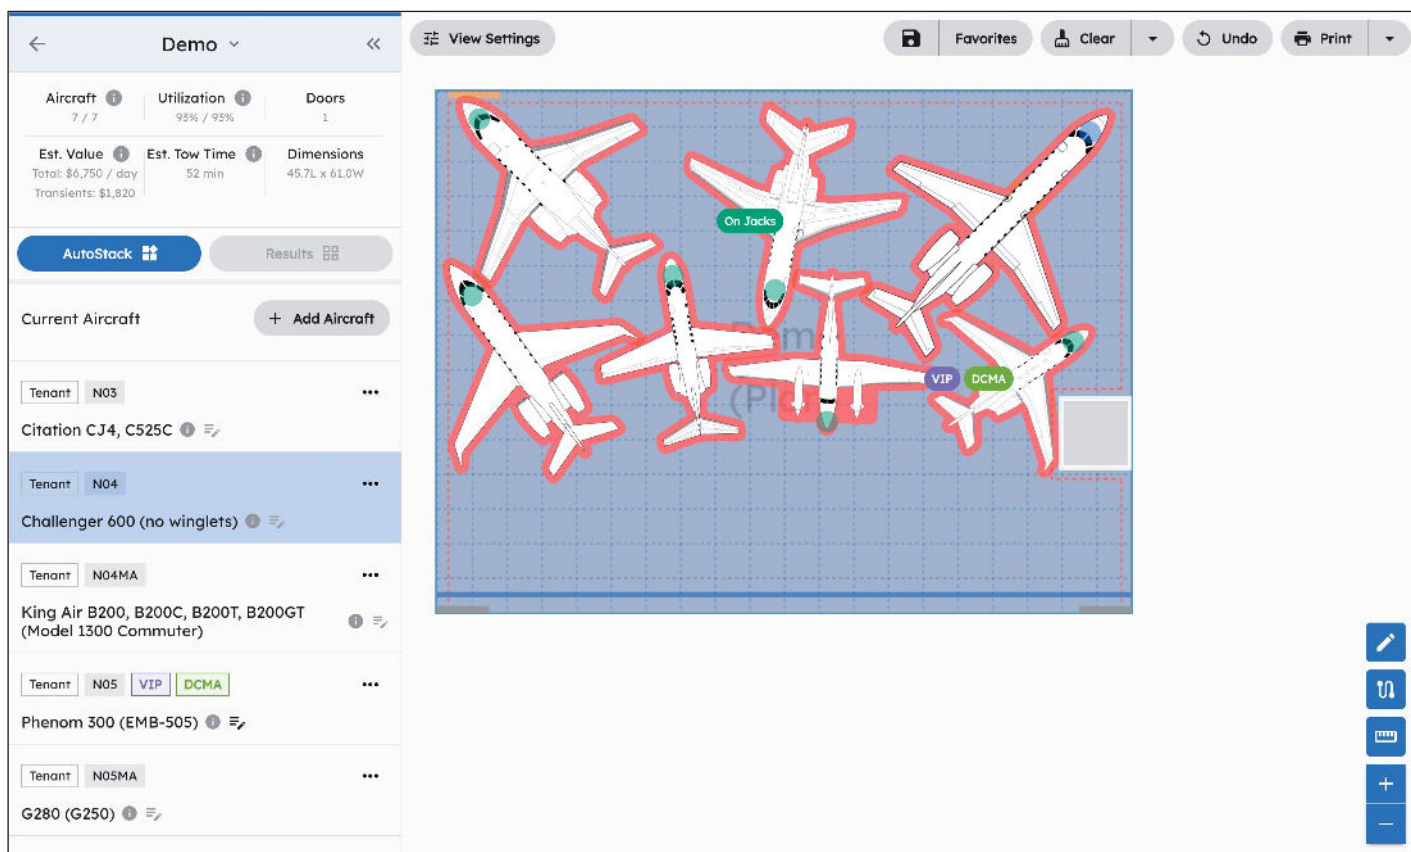 Demo
View Settings
Favorites
Clear
Undo
Print
Aircraft
Utilization
Doors
7 / 7
93% / 93%
1
Est. Value
Est. Tow Time
Dimensions
Total: $6,750 / day
52 min
45.7L x 61.0W
Transients: $1,820
AutoStack
Results
Current Aircraft
+ Add Aircraft
Tenant N03
Citation CJ4, C525C
Tenant N04
Challenger 600 (no winglets)
Tenant N04MA
King Air B200, B200C, B200T, B200GT
(Model 1300 Commuter)
Tenant N05 VIP DCMA
Phenom 300 (EMB-505)
Tenant N05MA
G280 (G250)
On Jacks
VIP
DCMA